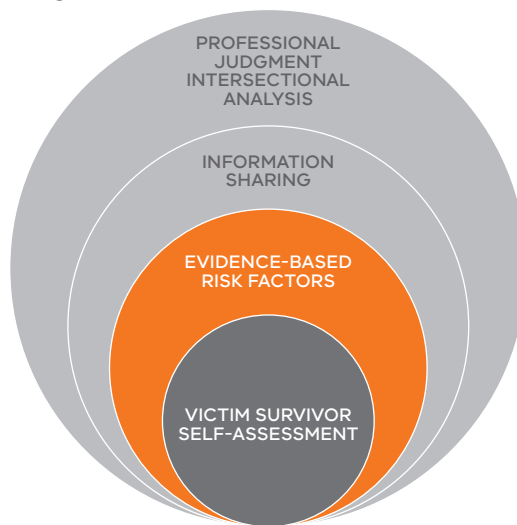 PROFESSIONAL
JUDGMENT
INTERSECTIONAL
ANALYSIS
INFORMATION
SHARING
EVIDENCE-BASED
RISK FACTORS
VICTIM SURVIVOR
SELF-ASSESSMENT